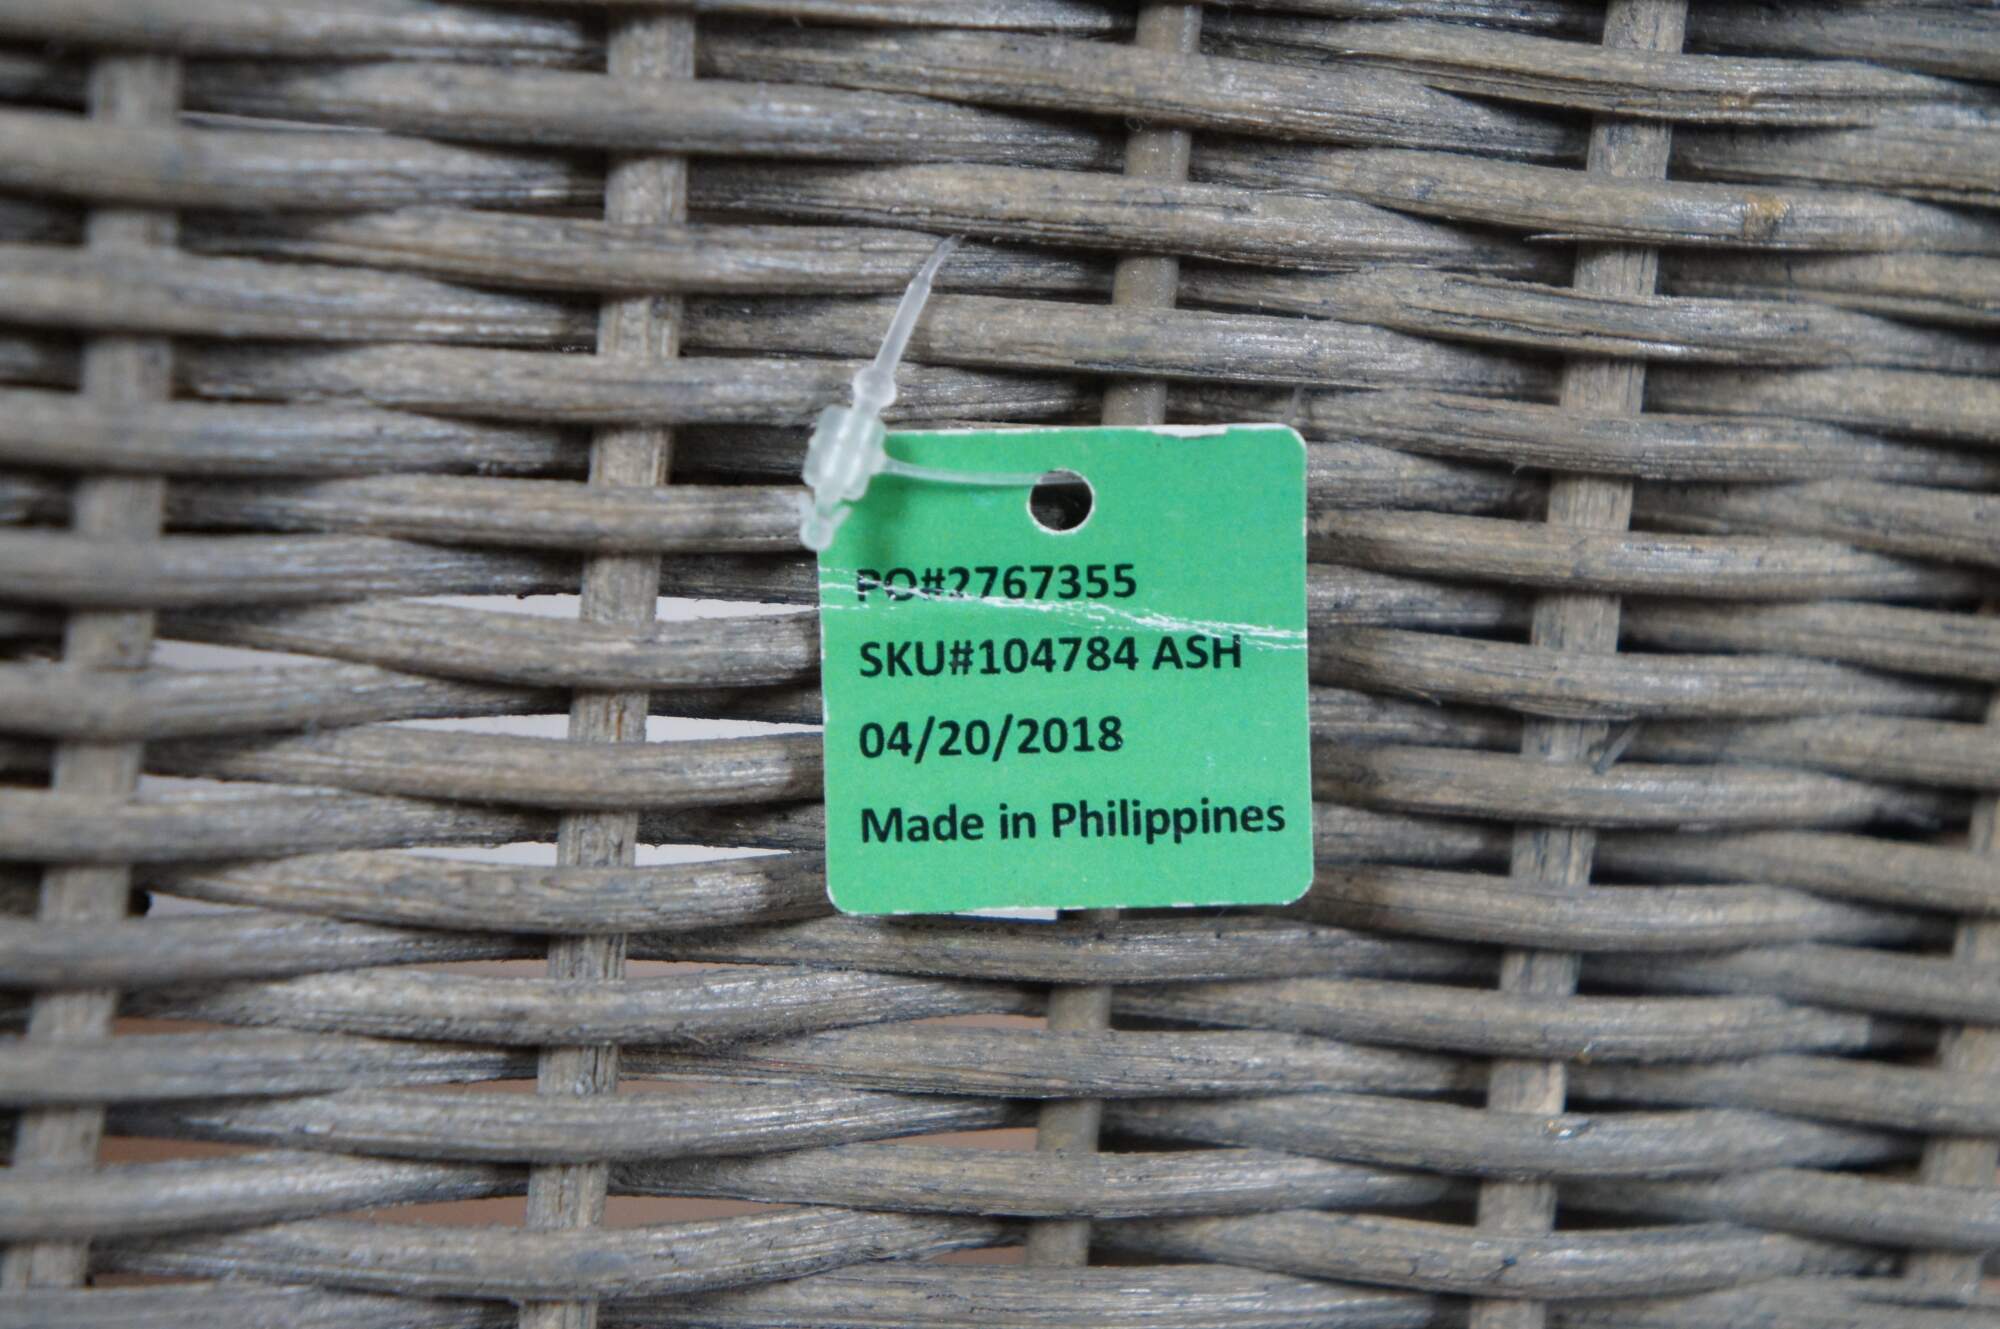 PO#2767355
SKU#104784 ASH
04/20/2018
Made in Philippines